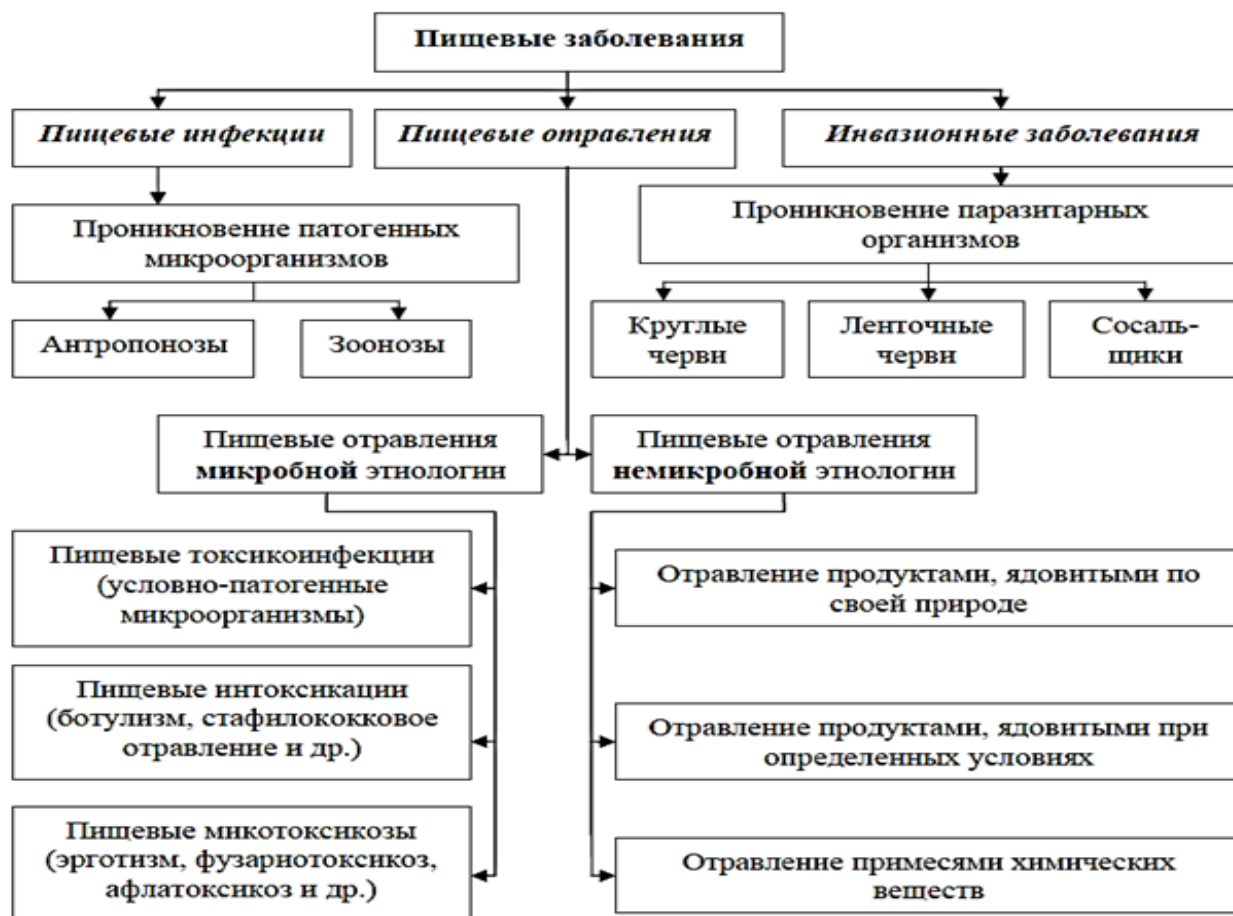 Пищевые заболевания
Пищевые инфекции
Пищевые отравления
Инвазионные заболевания
Проникновение патогенных
микроорганизмов
Проникновение паразитарных
организмов
Антропонозы
Зоонозы
Круглые
черви
Ленточные
черви
Сосаль-
щики
Пищевые отравления
микробной этнологии
Пищевые отравления
немикробной этнологии
Пищевые токсикоинфекции
(условно-патогенные
микроорганизмы)
Отравление продуктами, ядовитыми по
своей природе
Пищевые интоксикации
(ботулизм, стафилококковое
отравление и др.)
Отравление продуктами, ядовитыми при
определенных условиях
Пищевые микотоксикозы
(эрготизм, фузариотоксикоз,
афлатоксикоз и др.)
Отравление примесями химических
веществ